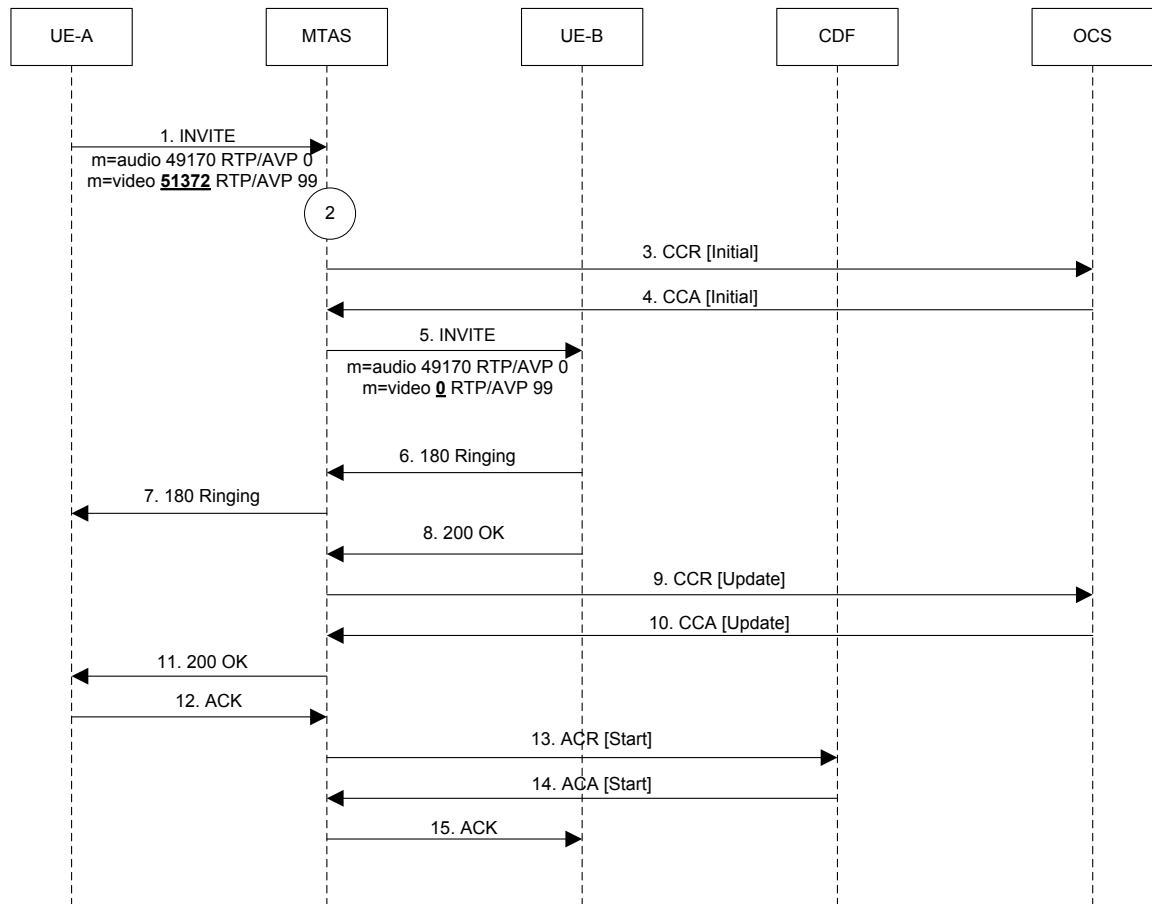 UE-A
MTAS
UE-B
CDF
OCS
1. INVITE
m=audio 49170 RTP/AVP 0
m=video 51372 RTP/AVP 99
2
3. CCR [Initial]
4. CCA [Initial]
5. INVITE
m=audio 49170 RTP/AVP 0
m=video 0 RTP/AVP 99
6. 180 Ringing
7. 180 Ringing
8. 200 OK
9. CCR [Update]
10. CCA [Update]
11. 200 OK
12. ACK
13. ACR [Start]
14. ACA [Start]
15. ACK